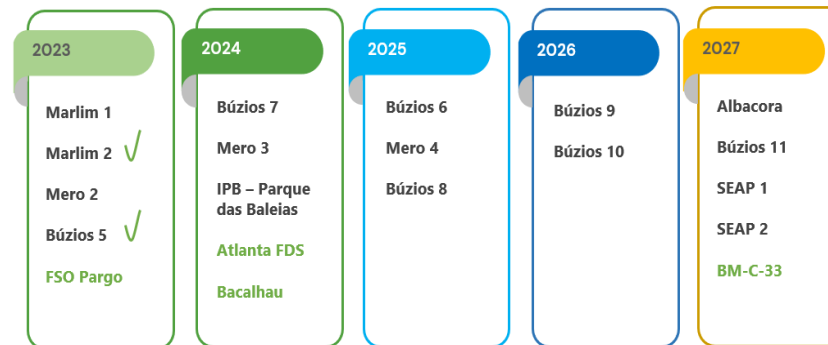 2023
Marlim 1
Marlim 2
Mero 2
Búzios 5
FSO Pargo
2024
Búzios 7
Mero 3
IPB – Parque
das Baleias
Atlanta FDS
Bacalhau
2025
Búzios 6
Mero 4
Búzios 8
2026
Búzios 9
Búzios 10
2027
Albacora
Búzios 11
SEAP 1
SEAP 2
BM-C-33